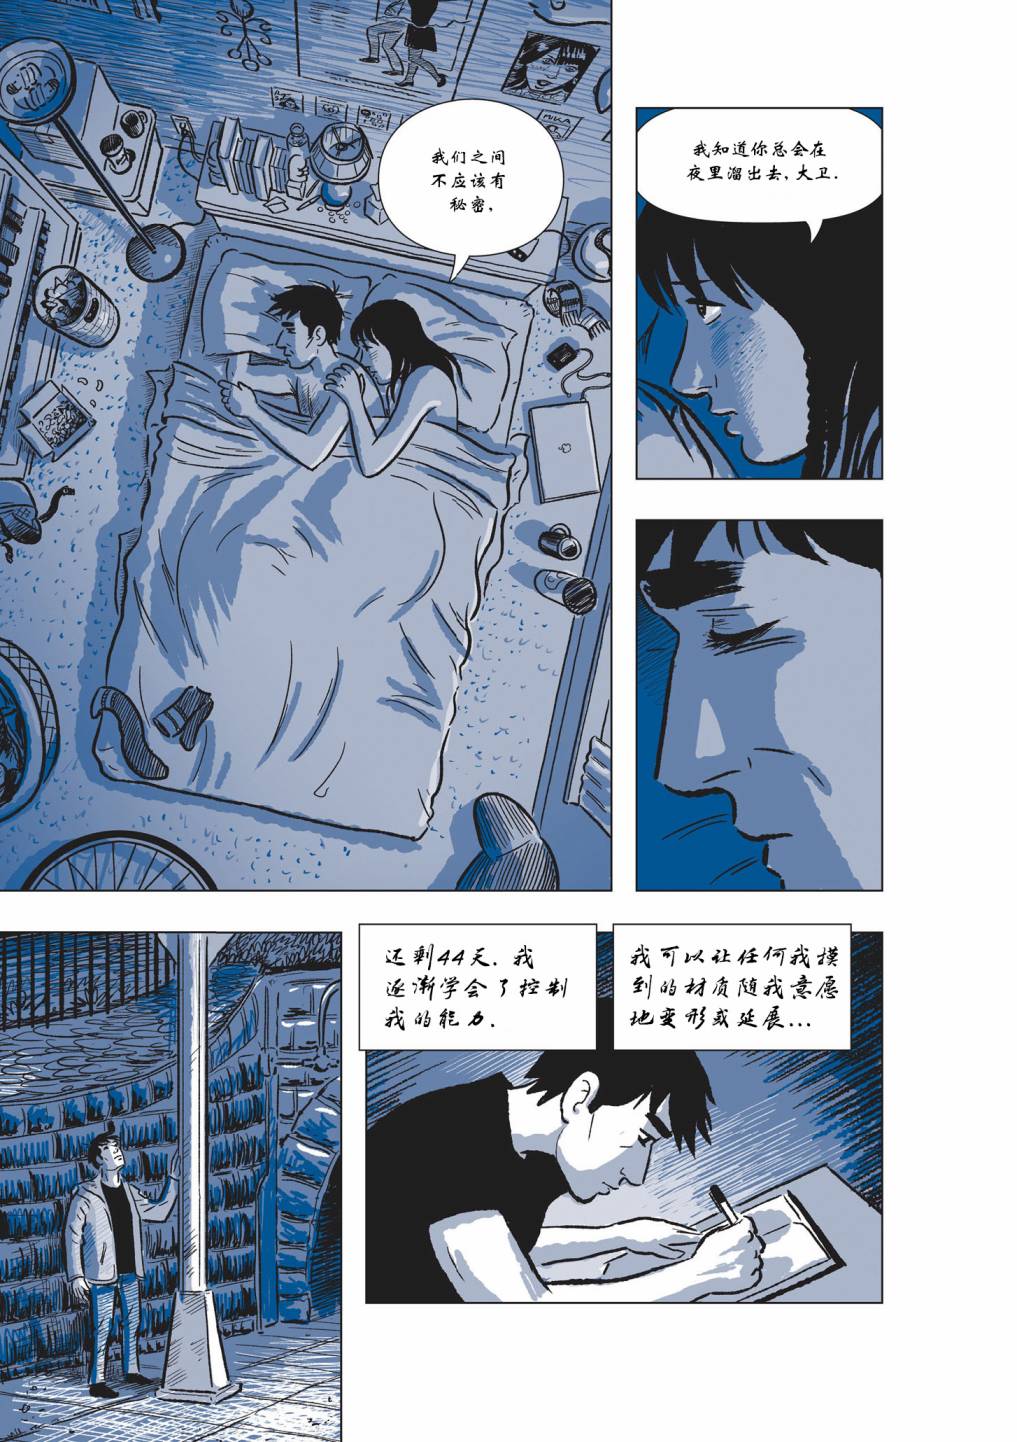 我们之间
不应该有
秘密,
我知道你总会在
夜里溜出去,大卫.
还剩44天. 我
逐渐学会了控制
我的能力.
我可以让任何我摸
到的材质随我意愿
地变形或延展...